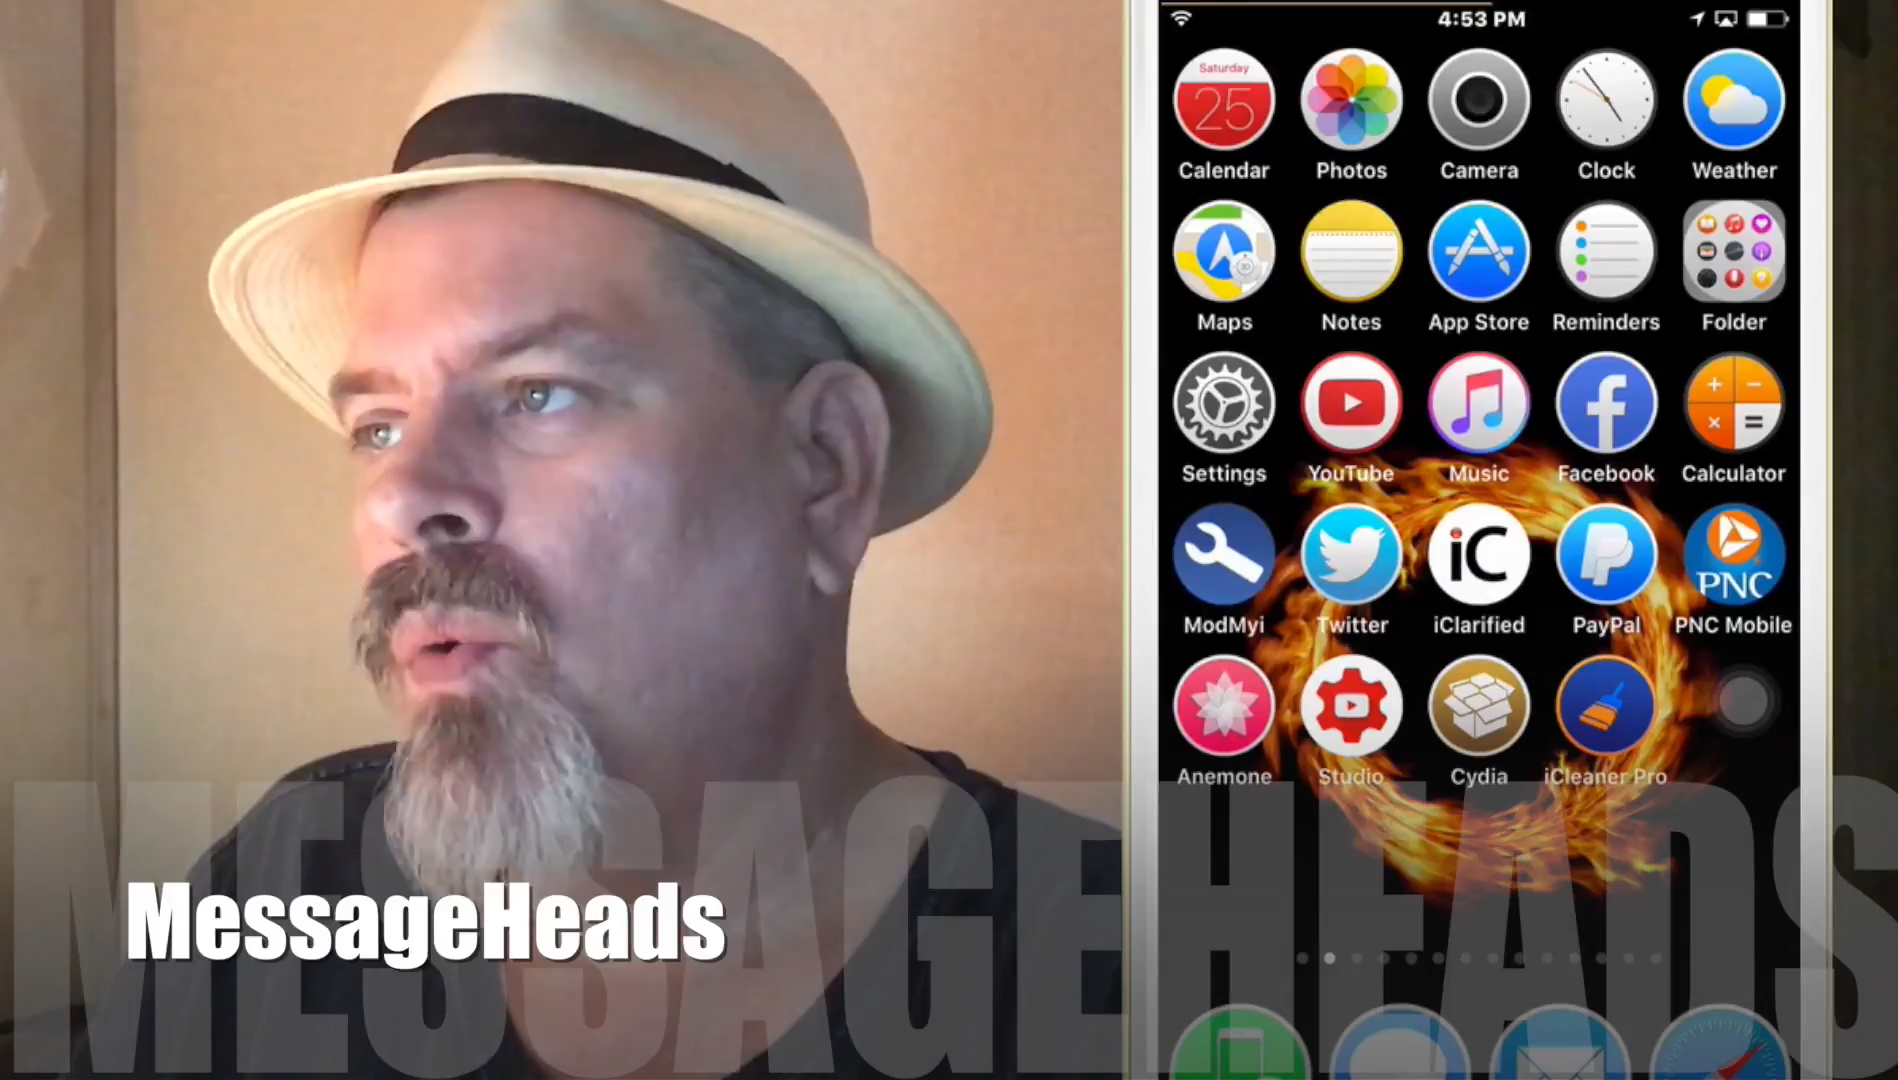 4:53 PM
Saturday
25
Calendar
Photos
Camera
Clock
Weather
3D
Maps
Notes
App Store
Reminders
Folder
Settings
YouTube
Music
Facebook
Calculator
iC
PNC
ModMyi
Twitter
iClarified
PayPal
PNC Mobile
Anemone
Studio
Cydia
iCleaner Pro
MESSAGEHEADS
MessageHeads